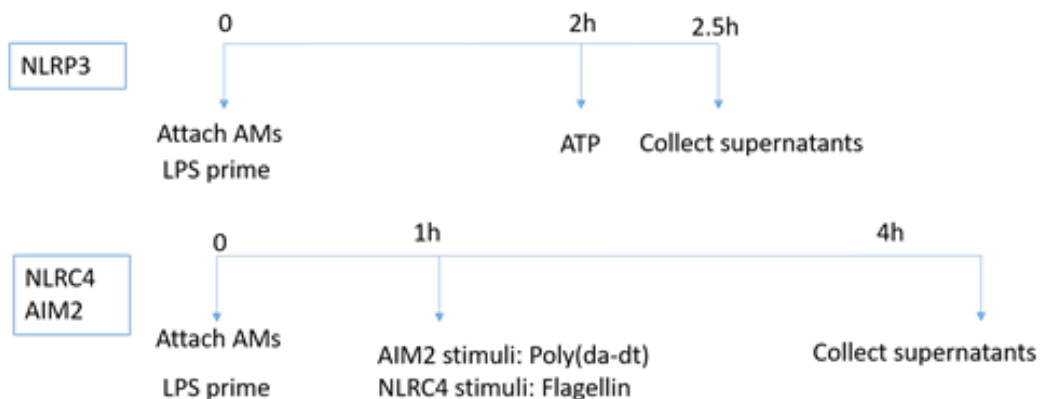 0
2h
2.5h
NLRP3
Attach AMs
LPS prime
ATP
Collect supernatants
0
1h
4h
NLRC4
AIM2
Attach AMs
LPS prime
AIM2 stimuli: Poly(da-dt)
NLRC4 stimuli: Flagellin
Collect supernatants